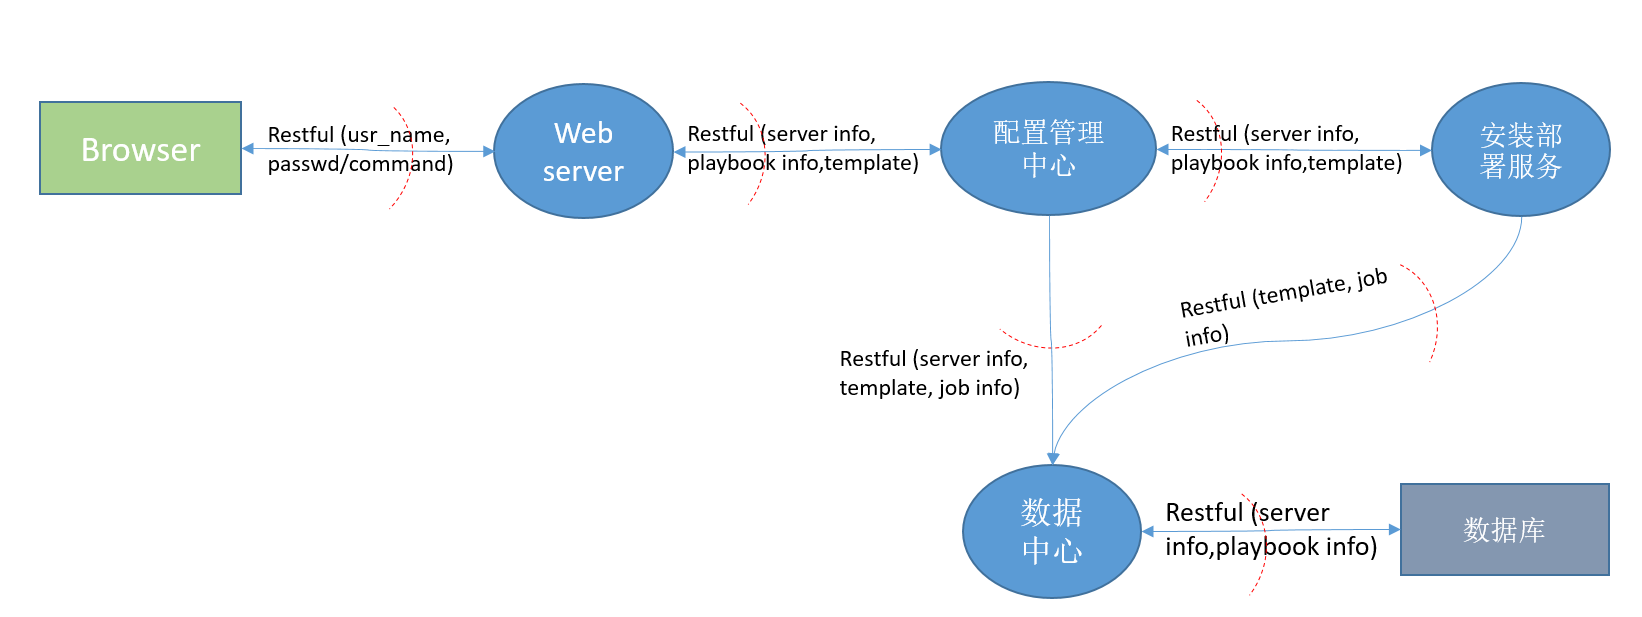 Browser
Restful (usr_name,
passwd/command)
Web
server
Restful (server info,
playbook info,template)
配置管理
中心
Restful (server info,
playbook info,template)
安装部
署服务
Restful (template, job
info)
Restful (server info,
template, job info)
数据
中心
Restful (server
info,playbook info)
数据库